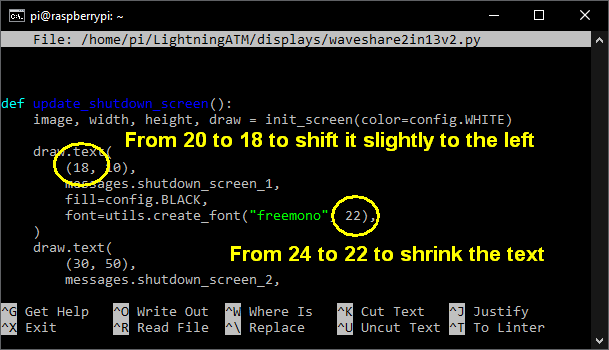 pi@raspberrypi: ~
File: /home/pi/LightningATM/displays/waveshare2in13v2.py
def update_shutdown_screen():
    image, width, height, draw = init_screen(color=config.WHITE)
From 20 to 18 to shift it slightly to the left
    draw.text(
        (18, 10),
        messages.shutdown_screen_1,
        fill=config.BLACK,
        font=utils.create_font("freemono", 22),
    )
From 24 to 22 to shrink the text
    draw.text(
        (30, 50),
        messages.shutdown_screen_2,
^G Get Help ^O Write Out ^W Where Is ^K Cut Text ^J Justify
^X Exit ^R Read File ^\ Replace ^U Uncut Text ^T To Linter